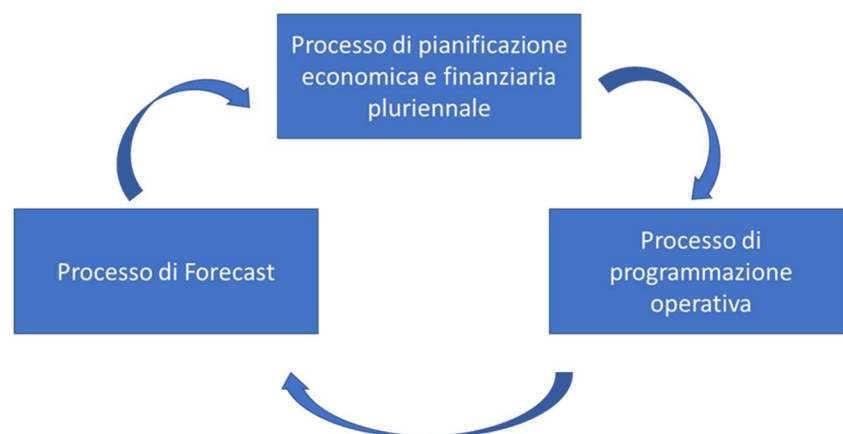 Processo di pianificazione
economica e finanziaria
pluriennale
Processo di Forecast
Processo di
programmazione
operativa